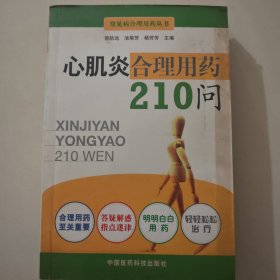 常见病合理用药丛书
主编
心肌炎合理用药
210问
XINJIYAN
YONGYAO
210 WEN
合理用药
至关重要
答疑解惑
指点迷津
明明白白
用药
轻轻松松
治疗
中国医药科技出版社